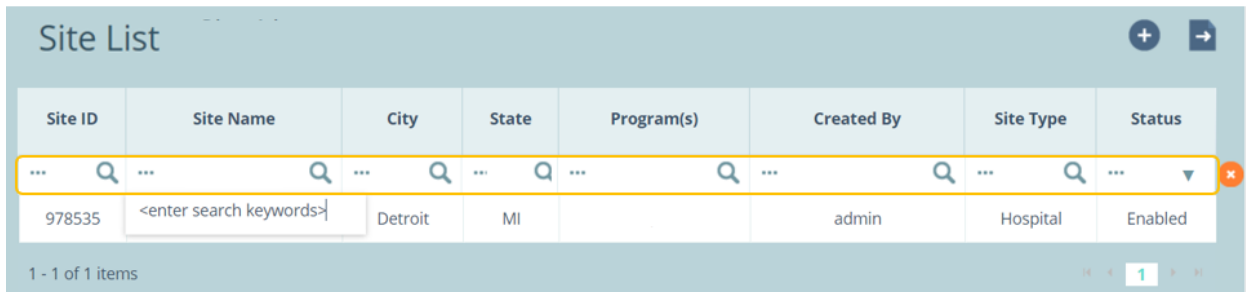 Site List
Site ID Site Name City State Program(s) Created By Site Type Status
... ... ... ... ... ... ... ...
978535 <enter search keywords> Detroit MI admin Hospital Enabled
1 - 1 of 1 items 1